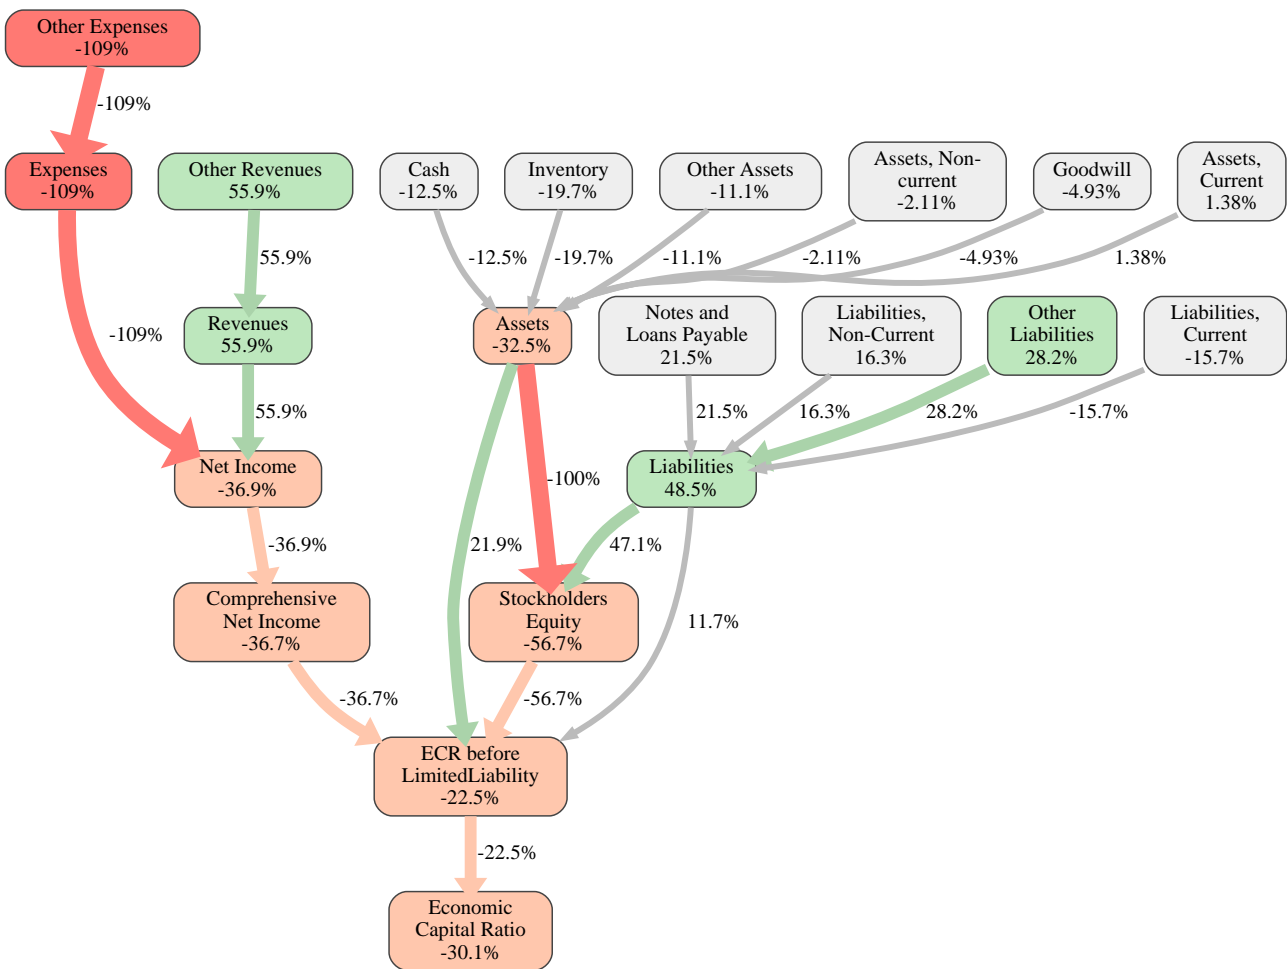 Other Expenses
-109%
-109%
Expenses
-109%
Other Revenues
55.9%
Cash
-12.5%
Inventory
-19.7%
Other Assets
-11.1%
Assets, Non-
current
-2.11%
Goodwill
-4.93%
Assets,
Current
1.38%
55.9%
-12.5%
-19.7%
-11.1%
-2.11%
-4.93%
1.38%
-109%
Revenues
55.9%
Assets
-32.5%
Notes and
Loans Payable
21.5%
Liabilities,
Non-Current
16.3%
Other
Liabilities
28.2%
Liabilities,
Current
-15.7%
55.9%
21.5%
16.3%
28.2%
-15.7%
Net Income
-36.9%
-100%
Liabilities
48.5%
-36.9%
21.9%
47.1%
Comprehensive
Net Income
-36.7%
Stockholders
Equity
-56.7%
11.7%
-36.7%
-56.7%
ECR before
LimitedLiability
-22.5%
-22.5%
Economic
Capital Ratio
-30.1%